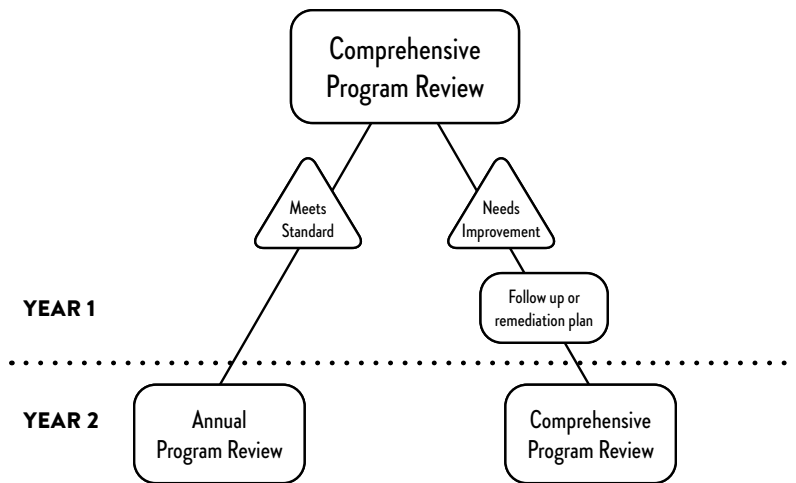 Comprehensive
Program Review
Meets
Standard
Needs
Improvement
YEAR 1
Follow up or
remediation plan
YEAR 2
Annual
Program Review
Comprehensive
Program Review